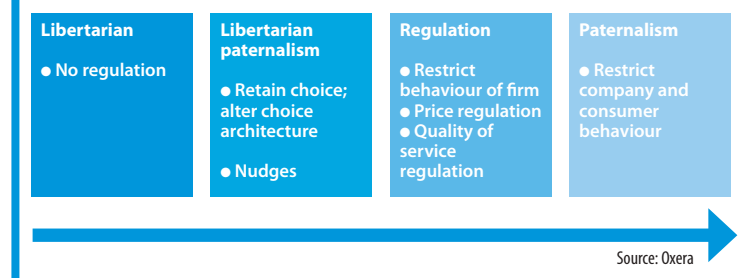 Libertarian
● No regulation
Libertarian
paternalism
● Retain choice;
alter choice
architecture
● Nudges
Regulation
● Restrict
behaviour of firm
● Price regulation
● Quality of
service
regulation
Paternalism
● Restrict
company and
consumer
behaviour
Source: Oxera